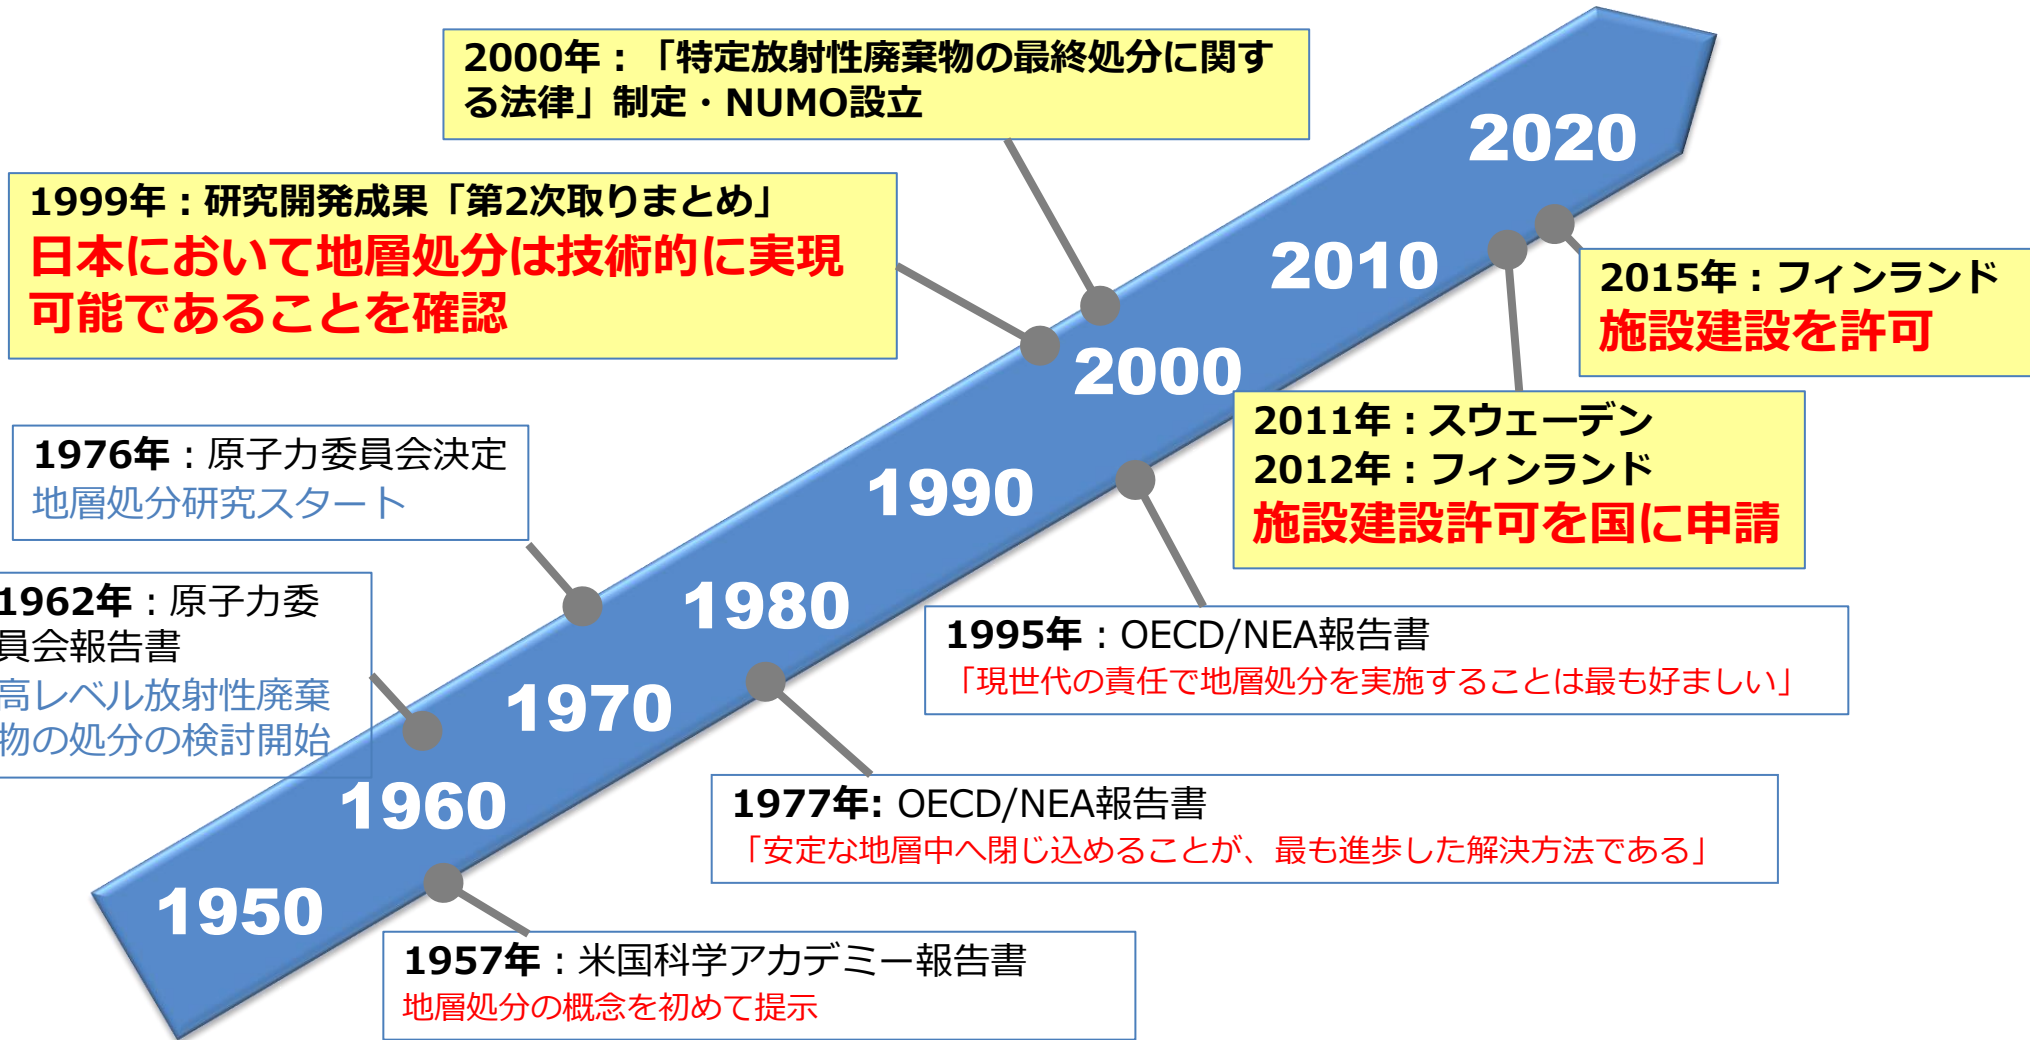 2000年：「特定放射性廃棄物の最終処分に関す
る法律」制定・NUMO設立
1999年：研究開発成果「第2次取りまとめ」
日本において地層処分は技術的に実現
可能であることを確認
1976年：原子力委員会決定
地層処分研究スタート
1962年：原子力委
員会報告書
高レベル放射性廃棄
物の処分の検討開始
2020
2010
2000
1990
1980
1970
1960
1950
2015年：フィンランド
施設建設を許可
2011年：スウェーデン
2012年：フィンランド
施設建設許可を国に申請
1995年：OECD/NEA報告書
「現世代の責任で地層処分を実施することは最も好ましい」
1977年: OECD/NEA報告書
「安定な地層中へ閉じ込めることが、最も進歩した解決方法である」
1957年：米国科学アカデミー報告書
地層処分の概念を初めて提示